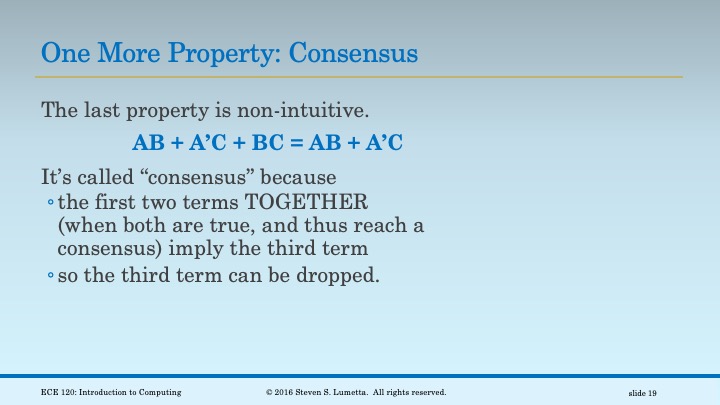 One More Property: Consensus
The last property is non-intuitive.
AB + A’C + BC = AB + A’C
It’s called “consensus” because
◦the first two terms TOGETHER
(when both are true, and thus reach a
consensus) imply the third term
◦so the third term can be dropped.
ECE 120: Introduction to Computing © 2016 Steven S. Lumetta. All rights reserved. slide 19